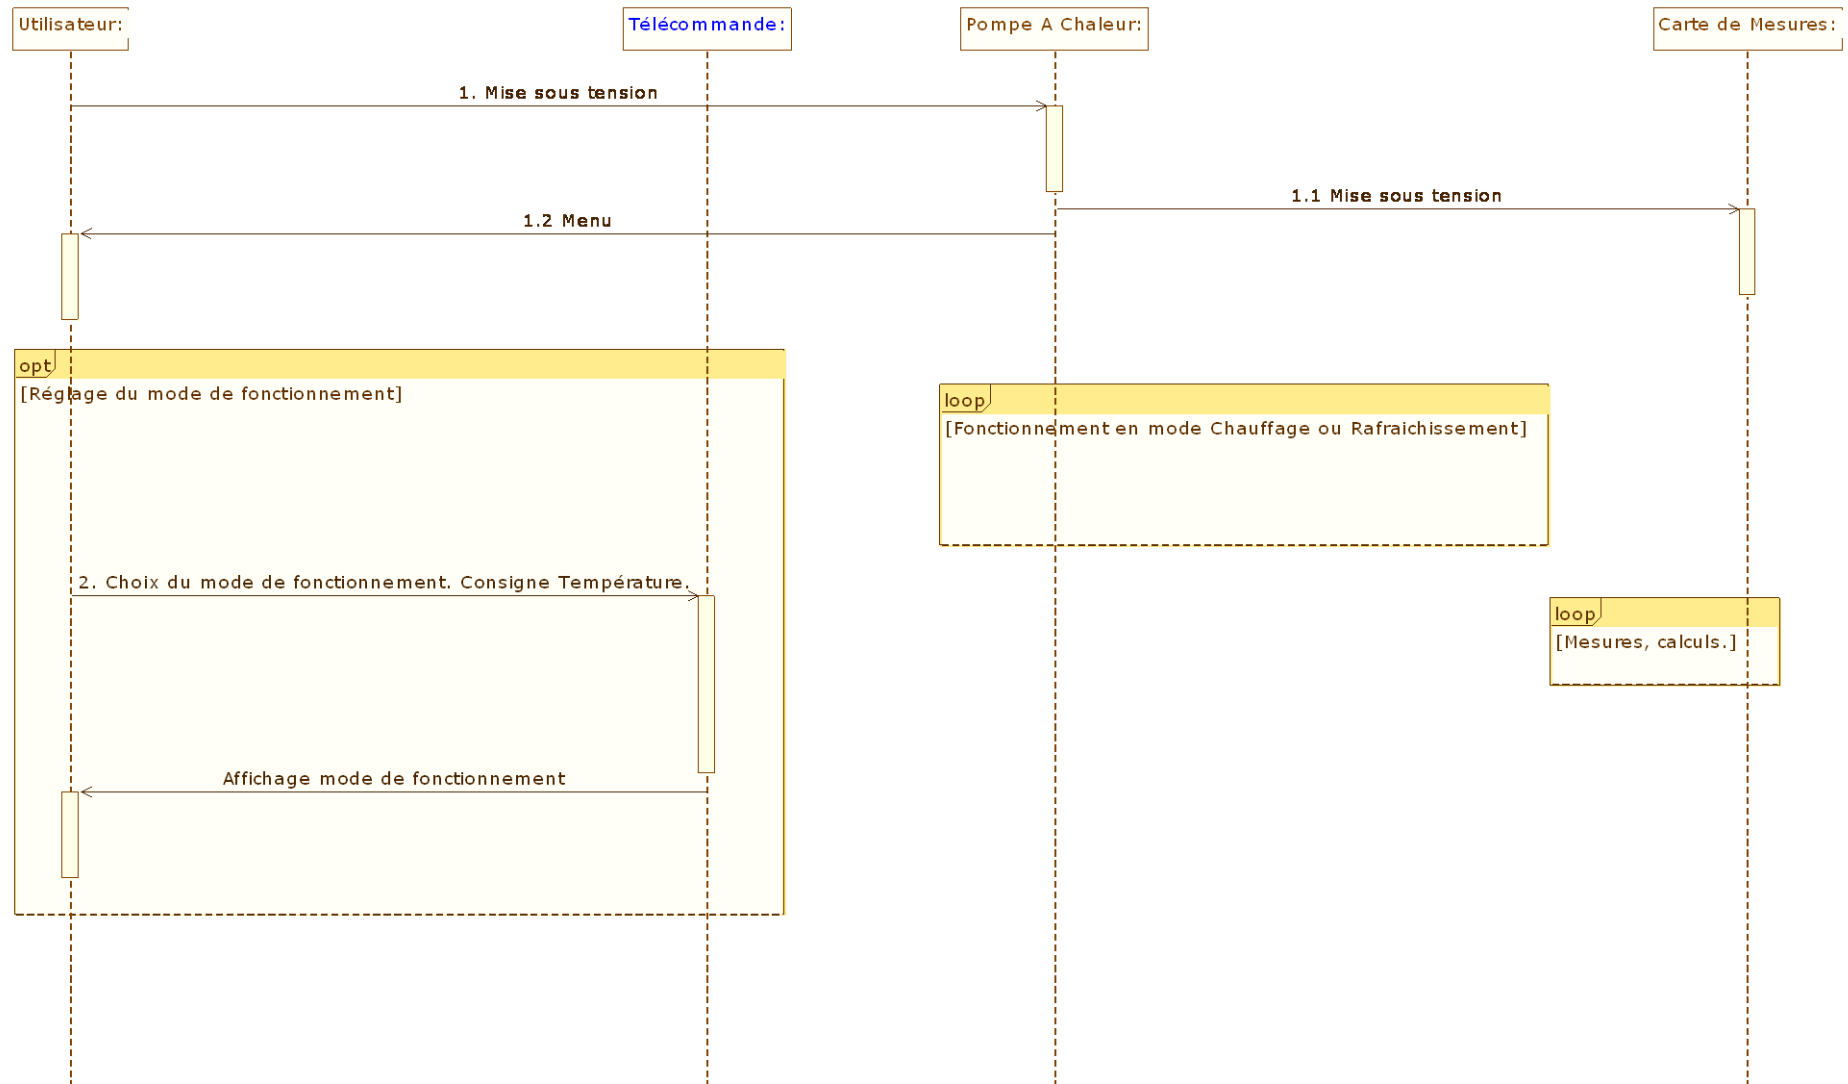 Utilisateur:
Télécommande:
Pompe A Chaleur:
Carte de Mesures:
1. Mise sous tension
1.1 Mise sous tension
1.2 Menu
opt
[Réglage du mode de fonctionnement]
loop
[Fonctionnement en mode Chauffage ou Rafraichissement]
2. Choix du mode de fonctionnement. Consigne Température.
loop
[Mesures, calculs.]
Affichage mode de fonctionnement